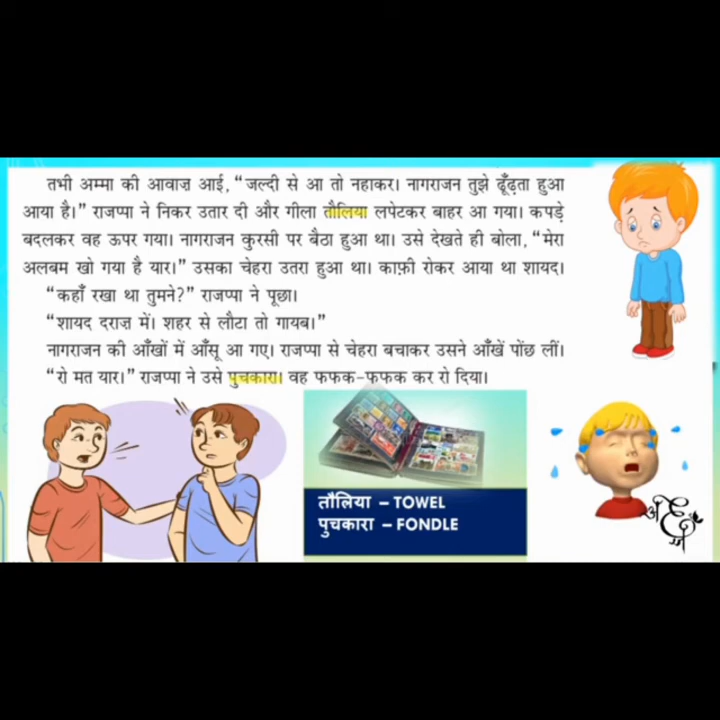 तभी अम्मा की आवाज़ आई, “जल्दी से आ तो नहाकर। नागराजन तुझे ढूँढ़ता हुआ
आया है।” राजप्पा ने निकर उतार दी और गीला तौलिया लपेटकर बाहर आ गया। कपड़े
बदलकर वह ऊपर गया। नागराजन कुरसी पर बैठा हुआ था। उसे देखते ही बोला, “मेरा
अलबम खो गया है यार।” उसका चेहरा उतरा हुआ था। काफ़ी रोकर आया था शायद।
“कहाँ रखा था तुमने?” राजप्पा ने पूछा।
“शायद दराज़ में। शहर से लौटा तो गायब।”
नागराजन की आँखों में आँसू आ गए। राजप्पा से चेहरा बचाकर उसने आँखें पोंछ लीं।
“रो मत यार।” राजप्पा ने उसे पुचकारा। वह फफक-फफक कर रो दिया।
तौलिया – TOWEL
पुचकारा – FONDLE